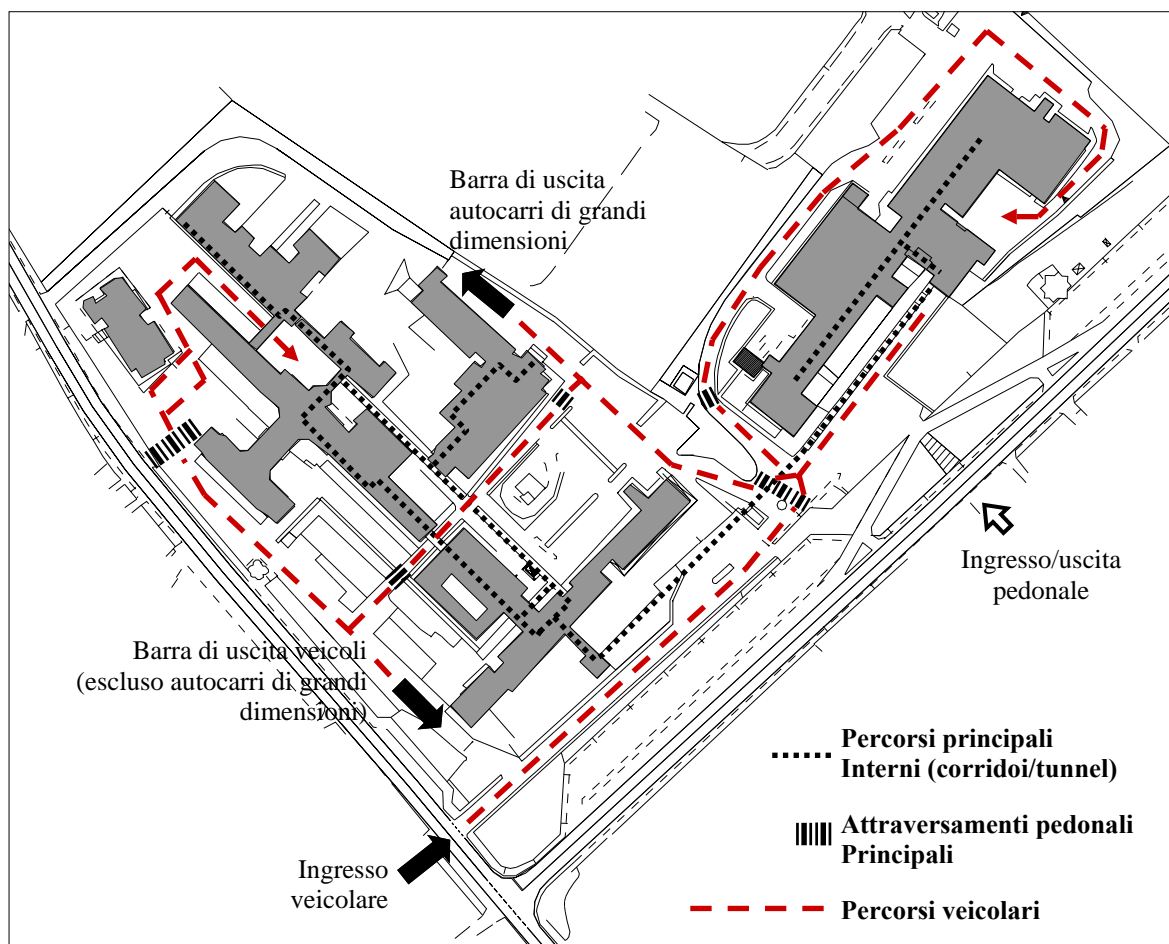 Barra di uscita
autocarri di grandi
dimensioni
Ingresso/uscita
pedonale
Barra di uscita veicoli
(escluso autocarri di grandi
dimensioni)
Percorsi principali
Interni (corridoi/tunnel)
Attraversamenti pedonali
Principali
Ingresso
veicolare
Percorsi veicolari